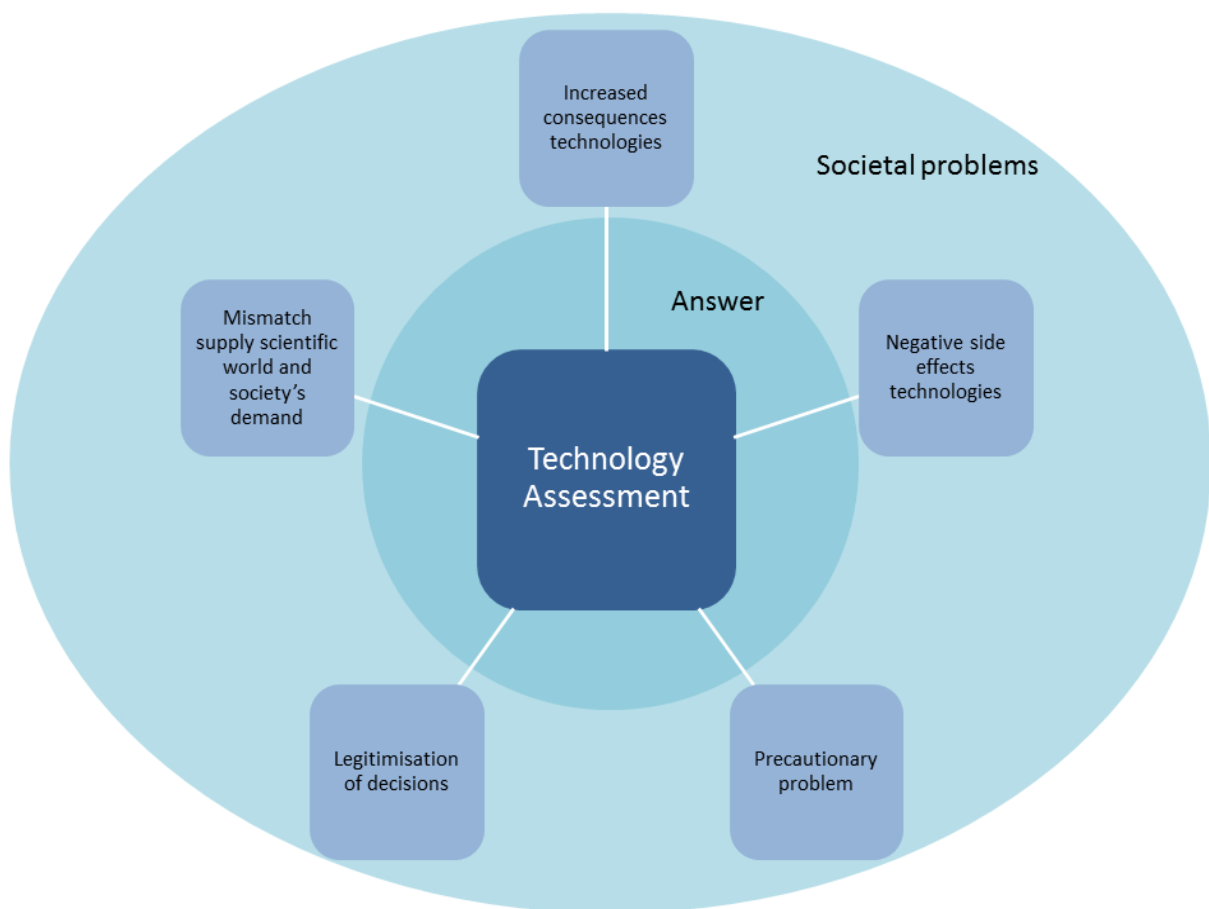 Increased
consequences
technologies
Societal problems
Answer
Mismatch
supply scientific
world and
society’s
demand
Negative side
effects
technologies
Technology
Assessment
Legitimisation
of decisions
Precautionary
problem